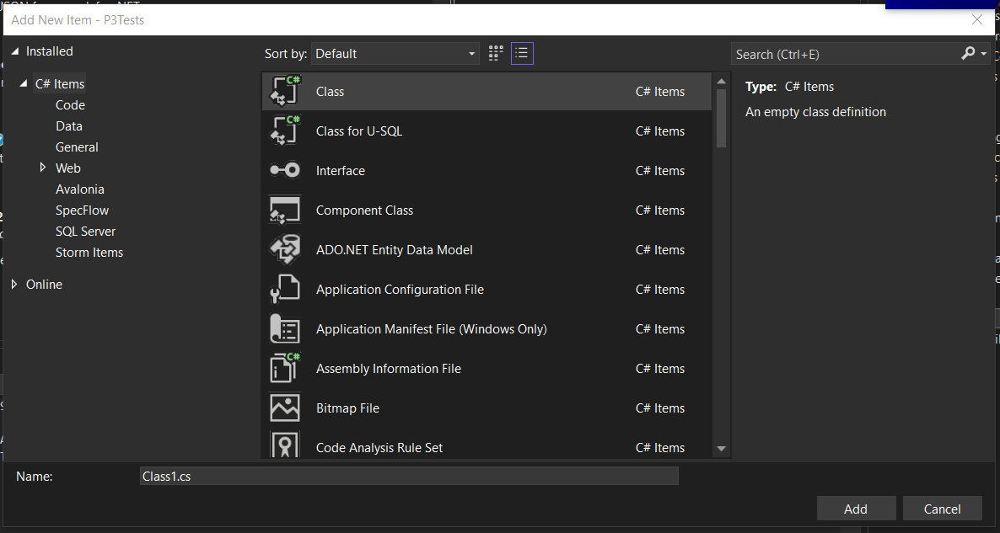 Add New Item - P3Tests
Installed
C# Items
Code
Data
General
Web
Avalonia
SpecFlow
SQL Server
Storm Items
Online
Sort by: Default
Class C# Items
Class for U-SQL C# Items
Interface C# Items
Component Class C# Items
ADO.NET Entity Data Model C# Items
Application Configuration File C# Items
Application Manifest File (Windows Only) C# Items
Assembly Information File C# Items
Bitmap File C# Items
Code Analysis Rule Set C# Items
Search (Ctrl+E)
Type: C# Items
An empty class definition
Name: Class1.cs
Add Cancel